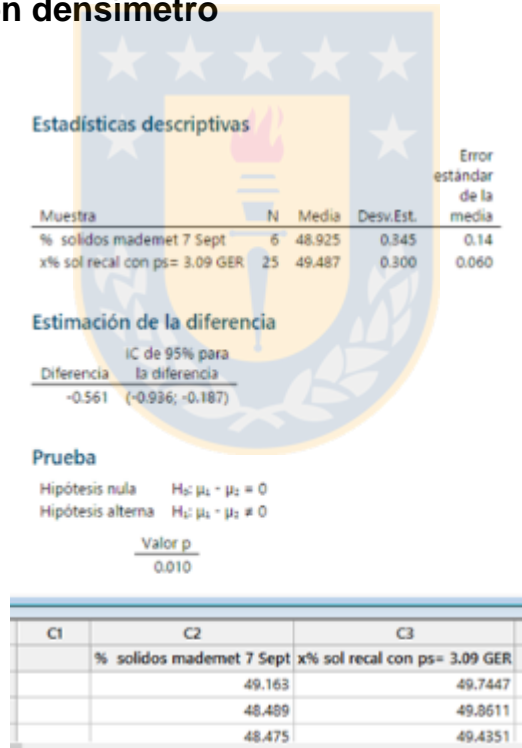 n densímetro
Estadísticas descriptivas
Error
estándar
de la
Muestra N Media Desv.Est. media
% solidos mademet 7 Sept 6 48.925 0.345 0.14
x% sol recal con ps= 3.09 GER 25 49.487 0.300 0.060
Estimación de la diferencia
IC de 95% para
Diferencia la diferencia
-0.561 (-0.936; -0.187)
Prueba
Hipótesis nula H₀: μ₁ - µ₂ = 0
Hipótesis alterna H₁: μ₁ - µ₂ ≠ 0
Valor p
0.010
C1 C2 C3
% solidos mademet 7 Sept x% sol recal con ps= 3.09 GER
49.163 49.7447
48.489 49.8611
48.475 49.4351